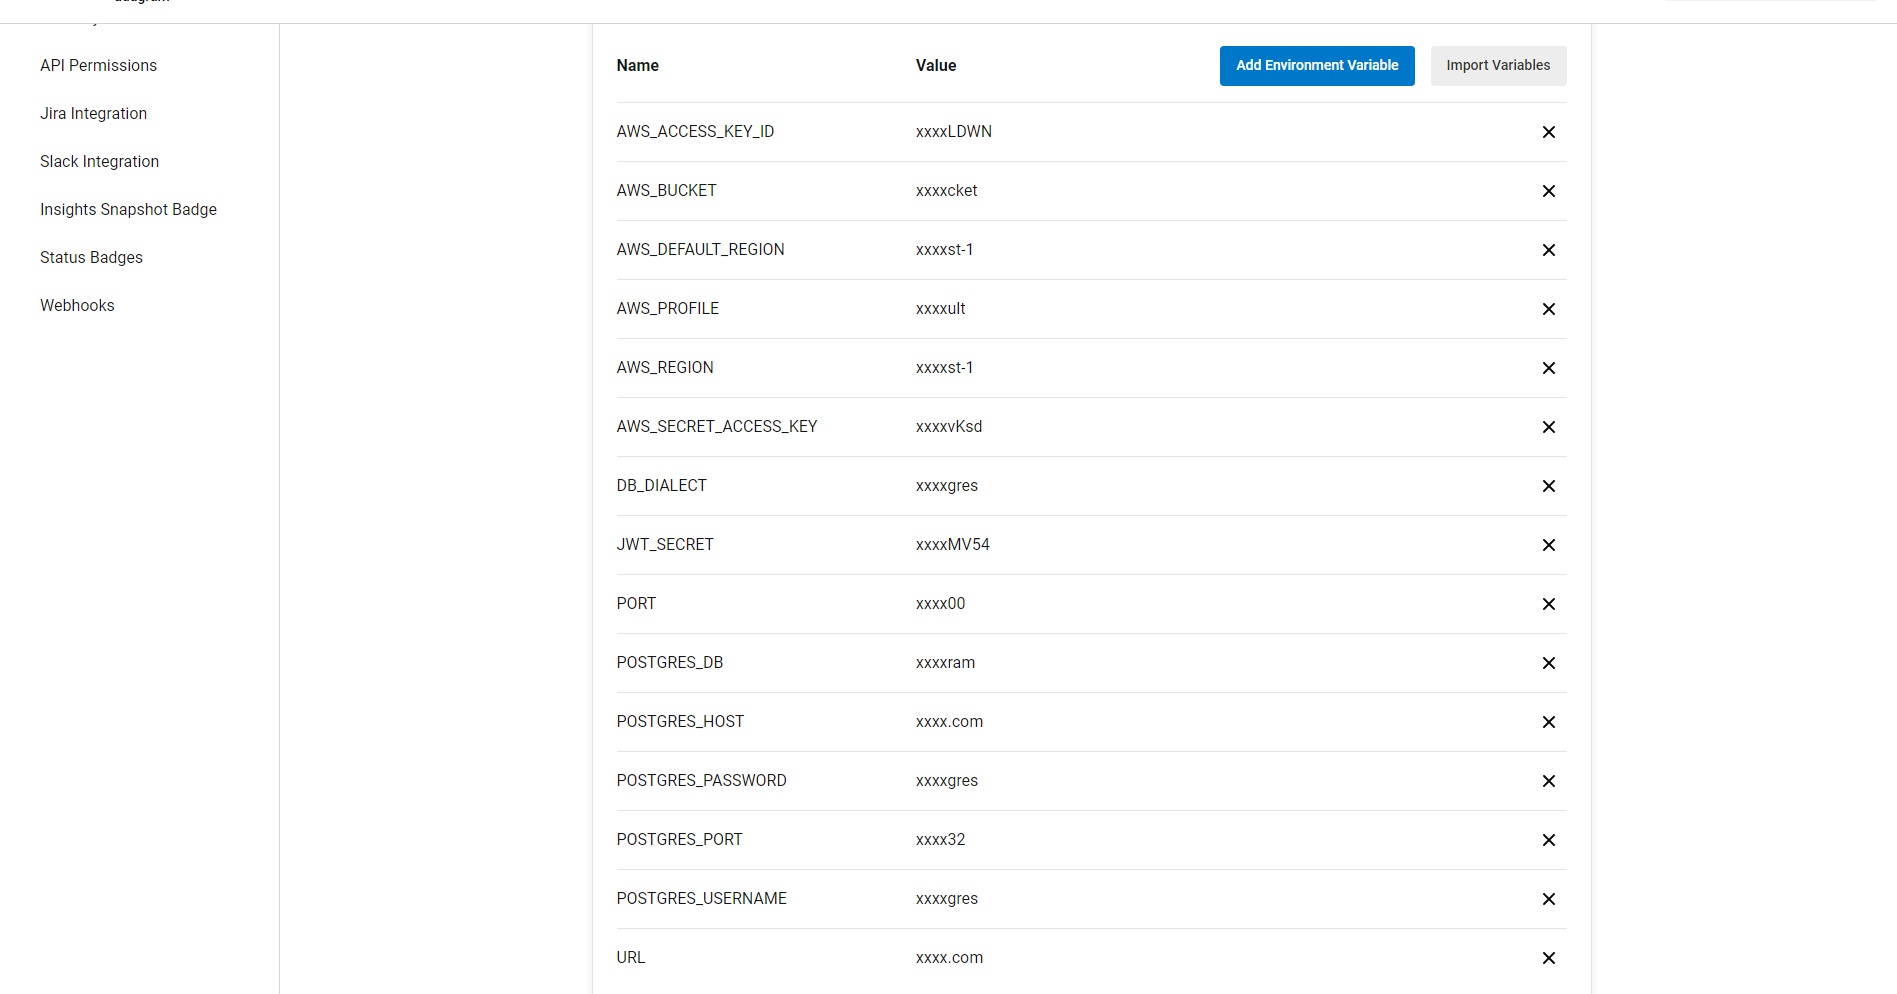 API Permissions
Jira Integration
Slack Integration
Insights Snapshot Badge
Status Badges
Webhooks
Name Value Add Environment Variable Import Variables
AWS_ACCESS_KEY_ID xxxxLDWN
AWS_BUCKET xxxxcket
AWS_DEFAULT_REGION xxxxst-1
AWS_PROFILE xxxxult
AWS_REGION xxxxst-1
AWS_SECRET_ACCESS_KEY xxxxvKsd
DB_DIALECT xxxxgres
JWT_SECRET xxxxMV54
PORT xxxx00
POSTGRES_DB xxxxram
POSTGRES_HOST xxxx.com
POSTGRES_PASSWORD xxxxgres
POSTGRES_PORT xxxx32
POSTGRES_USERNAME xxxxgres
URL xxxx.com